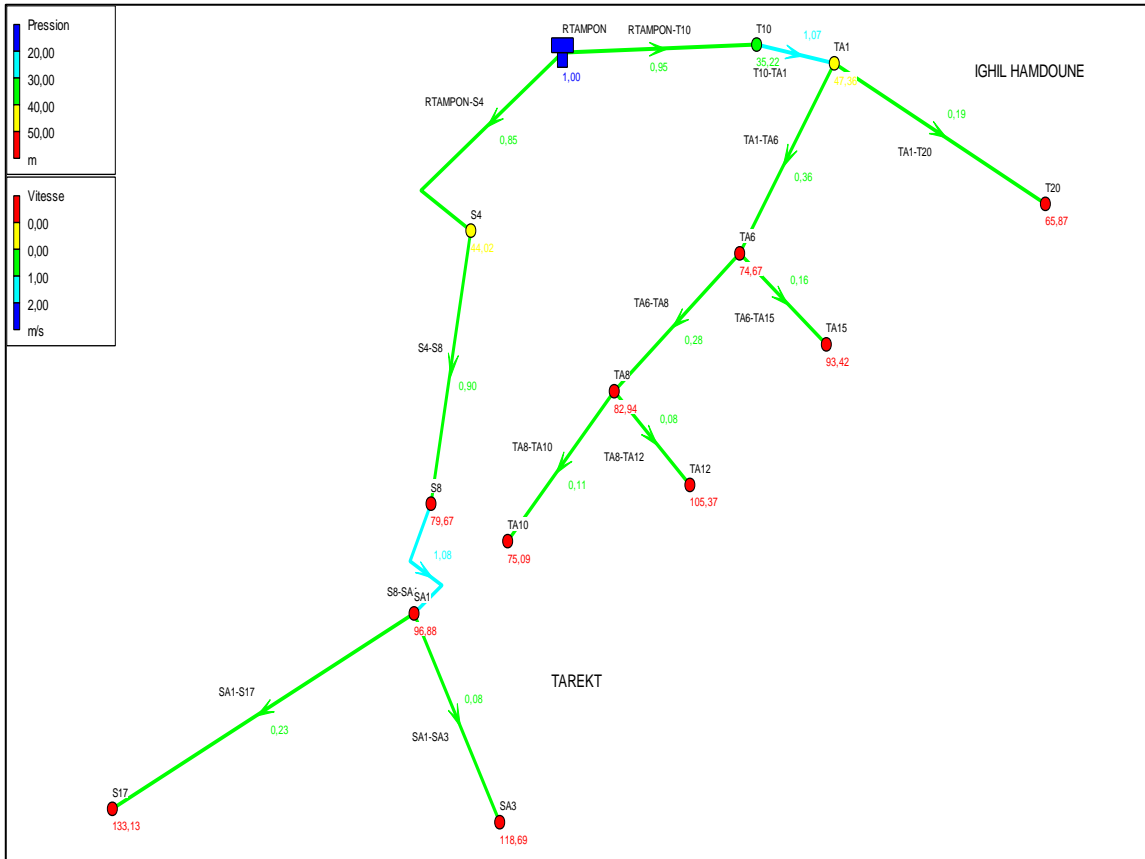 Pression
20,00
30,00
40,00
50,00
m
Vitesse
0,00
0,00
1,00
2,00
m/s
RTAMPON
1,00
RTAMPON-T10
0,95
T10
35,22
1,07
T10-TA1
TA1
IGHIL HAMDOUNE
RTAMPON-S4
0,85
TA1-TA6
0,36
0,19
TA1-T20
T20
65,87
S4
44,02
TA6
74,67
0,16
TA6-TA15
TA15
93,42
TA6-TA8
0,28
S4-S8
0,90
TA8
82,94
0,08
TA8-TA12
TA12
105,37
TA8-TA10
0,11
TA10
75,09
S8
79,67
1,08
S8-SA1
SA1
96,88
TAREKT
SA1-S17
0,23
0,08
SA1-SA3
S17
133,13
SA3
118,69